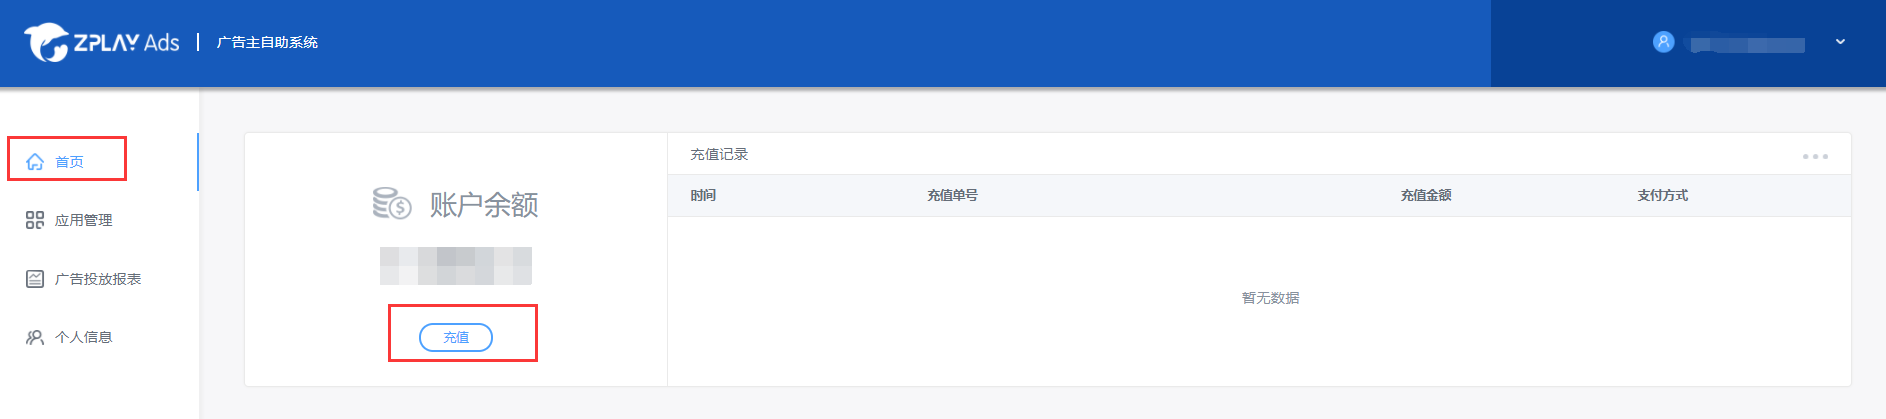 ZPLAY Ads | 广告主自助系统
首页
应用管理
广告投放报表
个人信息
账户余额
充值
充值记录
时间 充值单号 充值金额 支付方式
暂无数据